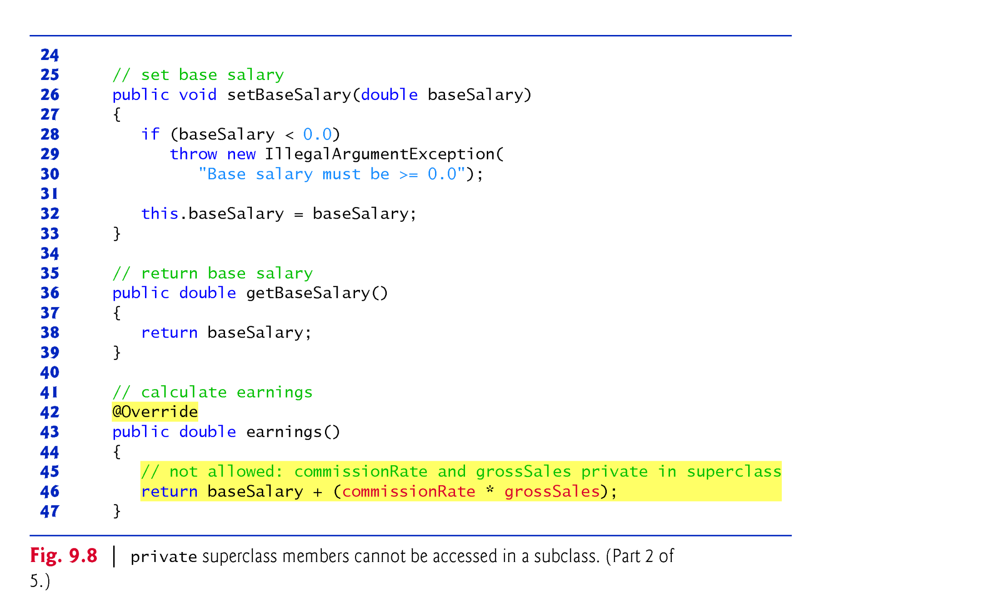 24
25 // set base salary
26 public void setBaseSalary(double baseSalary)
27 {
28 if (baseSalary < 0.0)
29 throw new IllegalArgumentException(
30 "Base salary must be >= 0.0");
31
32 this.baseSalary = baseSalary;
33 }
34
35 // return base salary
36 public double getBaseSalary()
37 {
38 return baseSalary;
39 }
40
41 // calculate earnings
42 @Override
43 public double earnings()
44 {
45 // not allowed: commissionRate and grossSales private in superclass
46 return baseSalary + (commissionRate * grossSales);
47 }
Fig. 9.8 | private superclass members cannot be accessed in a subclass. (Part 2 of
5.)